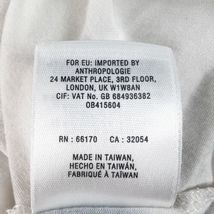 FOR EU: IMPORTED BY
ANTHROPOLOGIE
24 MARKET PLACE, 3RD FLOOR,
LONDON, UK W1W8AN
CIF: VAT No. GB 684936382
OB415604
RN : 66170 CA : 32054
MADE IN TAIWAN,
HECHO EN TAIWAN,
FABRIQUÉ À TAÏWAN